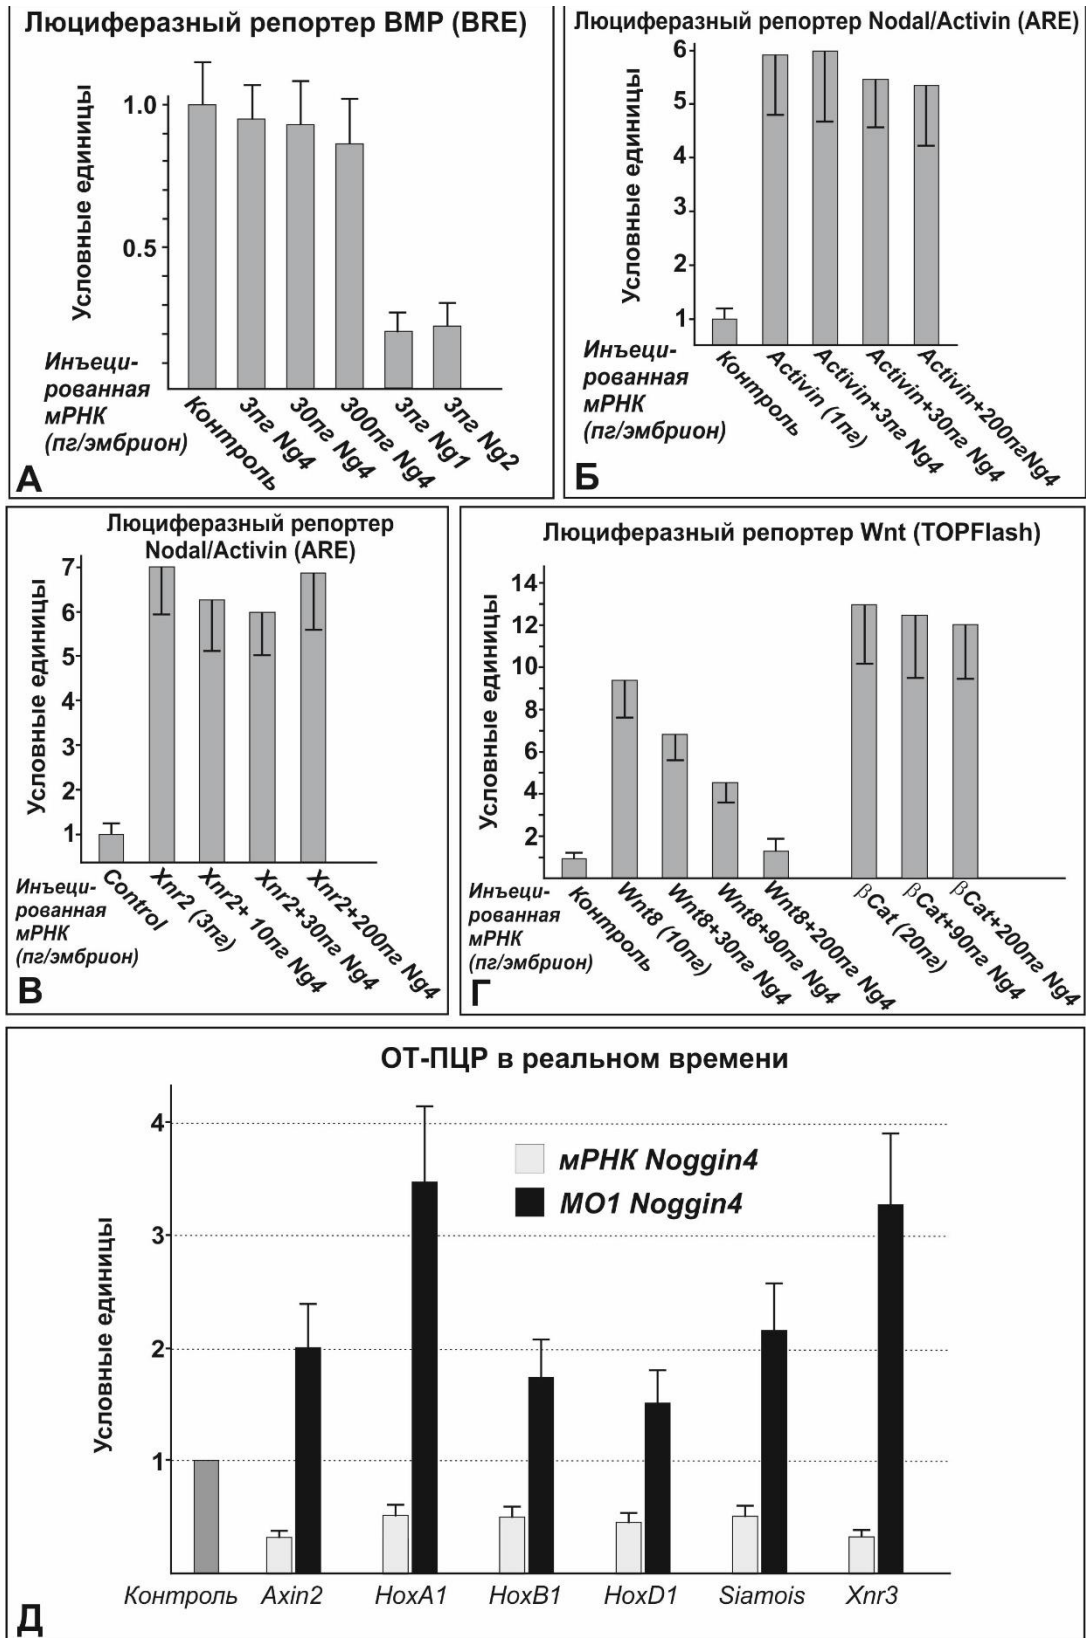 Люциферазный репортер BMP (BRE)
Условные единицы
1.0
0.5
Инъеци-
рованная
мРНК
(пг/эмбрион)
Контроль
3пг Ng4
30пг Ng4
300пг Ng4
3пг Ng1
3пг Ng2
А
Люциферазный репортер Nodal/Activin (ARE)
Условные единицы
6
5
1
3
2
1
Инъеци-
рованная
мРНК
(пг/эмбрион)
Контроль
Activin (1пг)
Activin+3пг Ng4
Activin+30пг Ng4
Activin+200пгNg4
Б
Люциферазный репортер
Nodal/Activin (ARE)
Условные единицы
7
6
5
7
3
2
1
Инъеци-
рованная
мРНК
(пг/эмбрион)
Control
Xnr2 (3пг)
Xnr2+ 10пг Ng4
Xnr2+30пг Ng4
Xnr2+200пг Ng4
В
Люциферазный репортер Wnt (TOPFlash)
Условные единицы
14
12
10
8
6
4
2
Инъеци-
рованная
мРНК
(пг/эмбрион)
Контроль
Wnt8 (10пг)
Wnt8+30пг Ng4
Wnt8+90пг Ng4
Wnt8+200пг Ng4
βCat (20пг)
βCat+90пг Ng4
βCat+200пг Ng4
Г
ОТ-ПЦР в реальном времени
Условные единицы
4
3
2
1
мРНК Noggin4
MO1 Noggin4
Контроль
Axin2
HoxA1
HoxB1
HoxD1
Siamois
Xnr3
Д